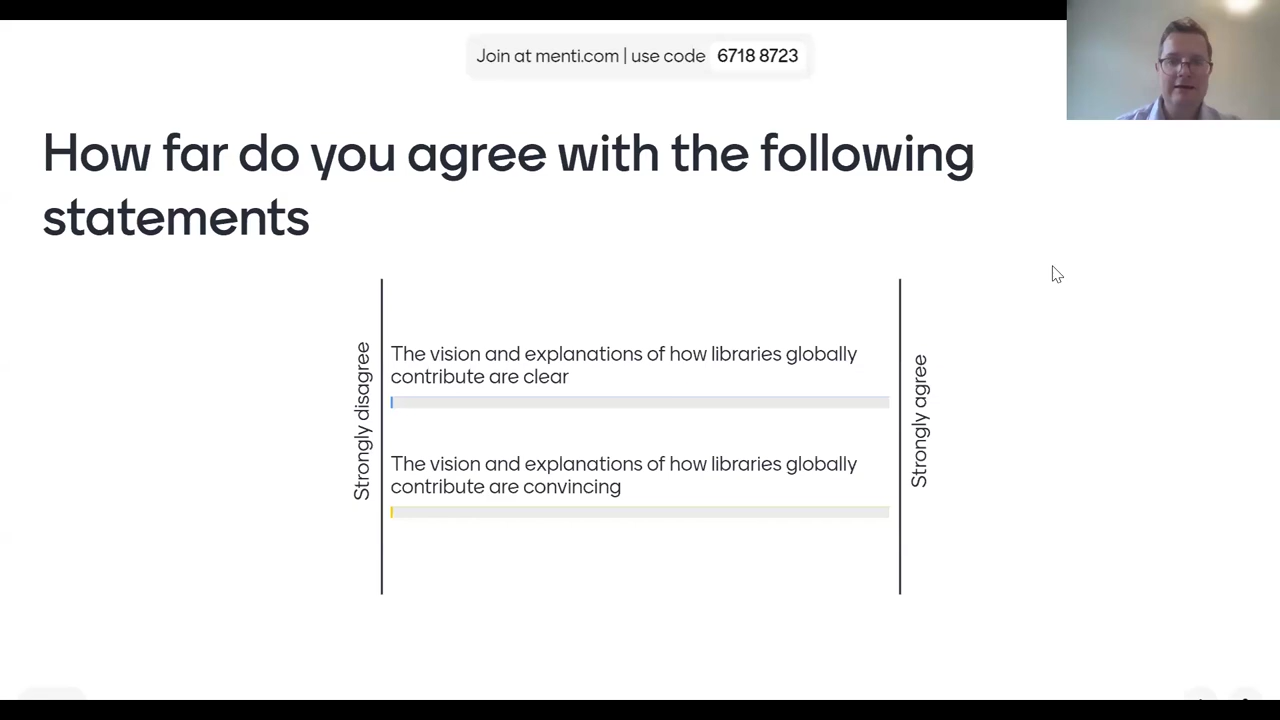 Join at menti.com | use code 6718 8723
How far do you agree with the following
statements
Strongly disagree
The vision and explanations of how libraries globally
contribute are clear
The vision and explanations of how libraries globally
contribute are convincing
Strongly agree